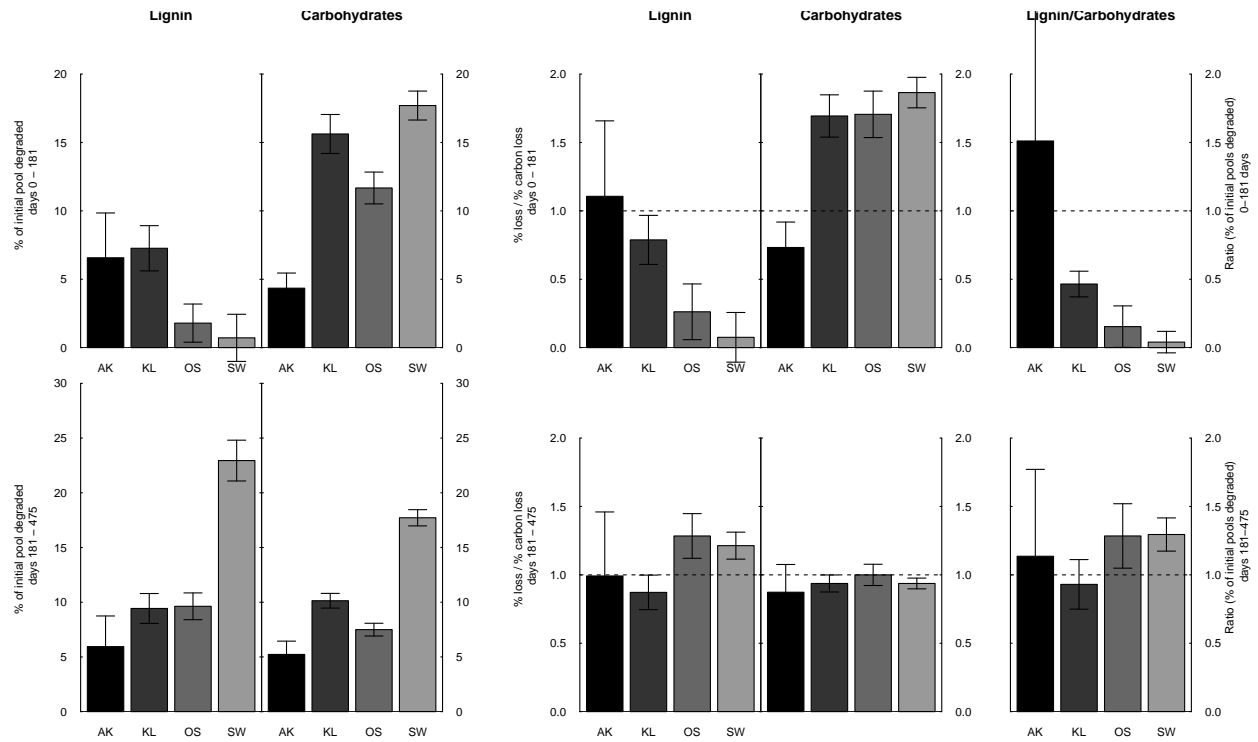 Lignin
Carbohydrates
Lignin
Carbohydrates
Lignin/Carbohydrates
% of initial pool degraded
days 0 – 181
20
15
10
5
0
20
15
10
5
0
AK KL OS SW
AK KL OS SW
% loss / % carbon loss
days 0 – 181
2.0
1.5
1.0
0.5
0.0
2.0
1.5
1.0
0.5
0.0
AK KL OS SW
AK KL OS SW
2.0
1.5
1.0
0.5
0.0
Ratio (% of initial pools degraded)
0–181 days
AK KL OS SW
% of initial pool degraded
days 181 – 475
30
25
20
15
10
5
0
30
25
20
15
10
5
0
AK KL OS SW
AK KL OS SW
% loss / % carbon loss
days 181 – 475
2.0
1.5
1.0
0.5
0.0
2.0
1.5
1.0
0.5
0.0
AK KL OS SW
AK KL OS SW
2.0
1.5
1.0
0.5
0.0
Ratio (% of initial pools degraded)
days 181–475
AK KL OS SW